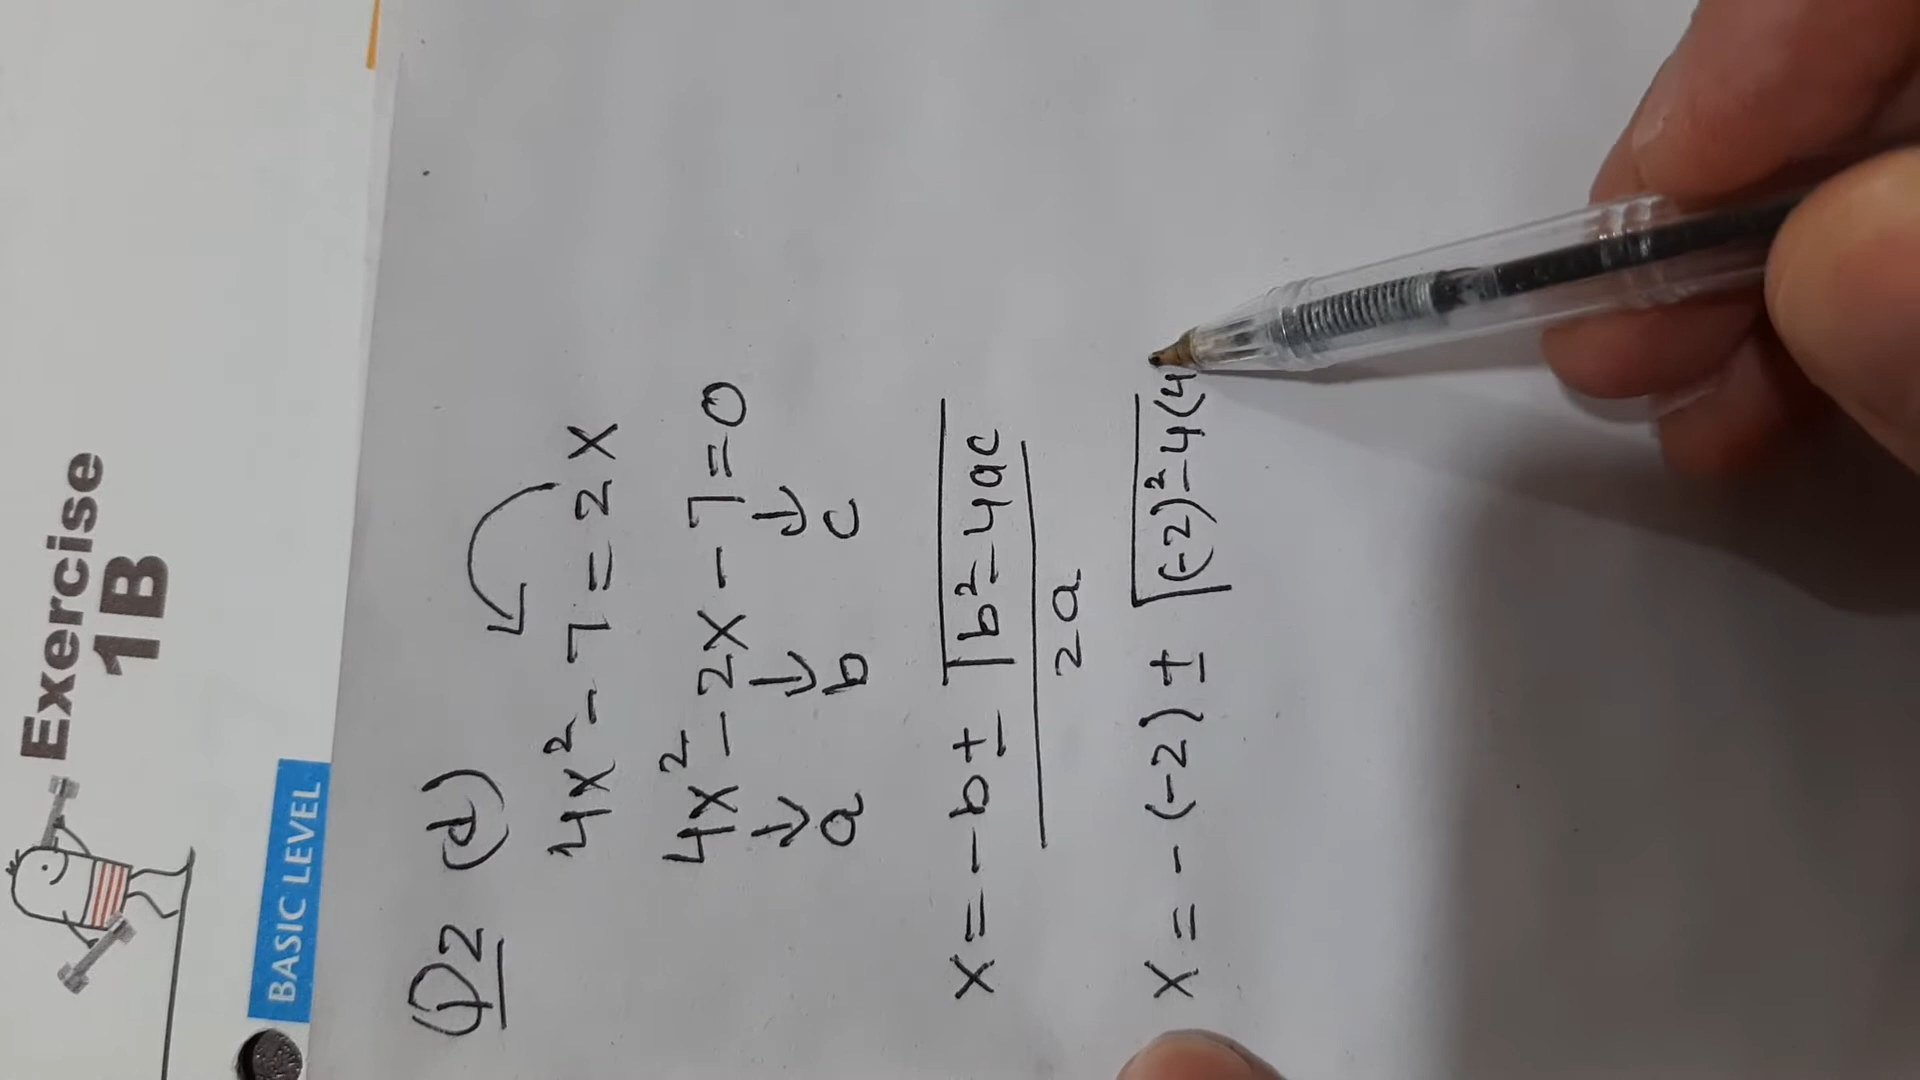 Exercise
1B
BASIC LEVEL
Q2 (d)
4x² - 7 = 2x
4x² - 2x - 7 = 0
a b c
x = -b ± √b² - 4ac
2a
x = -(-2) ± √(-2)² - 4(4